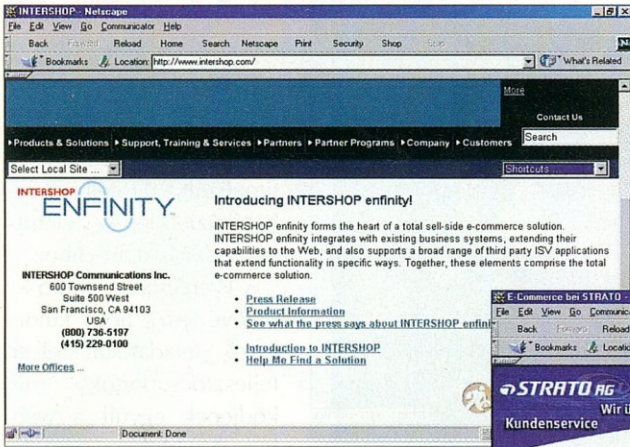 INTERSHOP - Netscape
File Edit View Go Communicator Help
Back Forward Reload Home Search Netscape Print Security Shop Stop
Bookmarks Location: http://www.intershop.com/ What's Related
More
Contact Us
Products & Solutions Support, Training & Services Partners Partner Programs Company Customers Search
Select Local Site ... Shortcuts
INTERSHOP
ENFINITY
Introducing INTERSHOP enfinity!
INTERSHOP enfinity forms the heart of a total sell-side e-commerce solution.
INTERSHOP enfinity integrates with existing business systems, extending their
capabilities to the Web, and also supports a broad range of third party ISV applications
that extend functionality in specific ways. Together, these elements comprise the total
e-commerce solution.
INTERSHOP Communications Inc.
600 Townsend Street
Suite 500 West
San Francisco, CA 94103
USA
(800) 736-5197
(415) 229-0100
More Offices ...
Press Release
Product Information
See what the press says about INTERSHOP enfini
Introduction to INTERSHOP
Help Me Find a Solution
Document: Done
E-Commerce bei STRATO -
File Edit View Go Communica
Back Forward Reload
Bookmarks Locatio
STRATO AG
Wir ü
Kundenservice